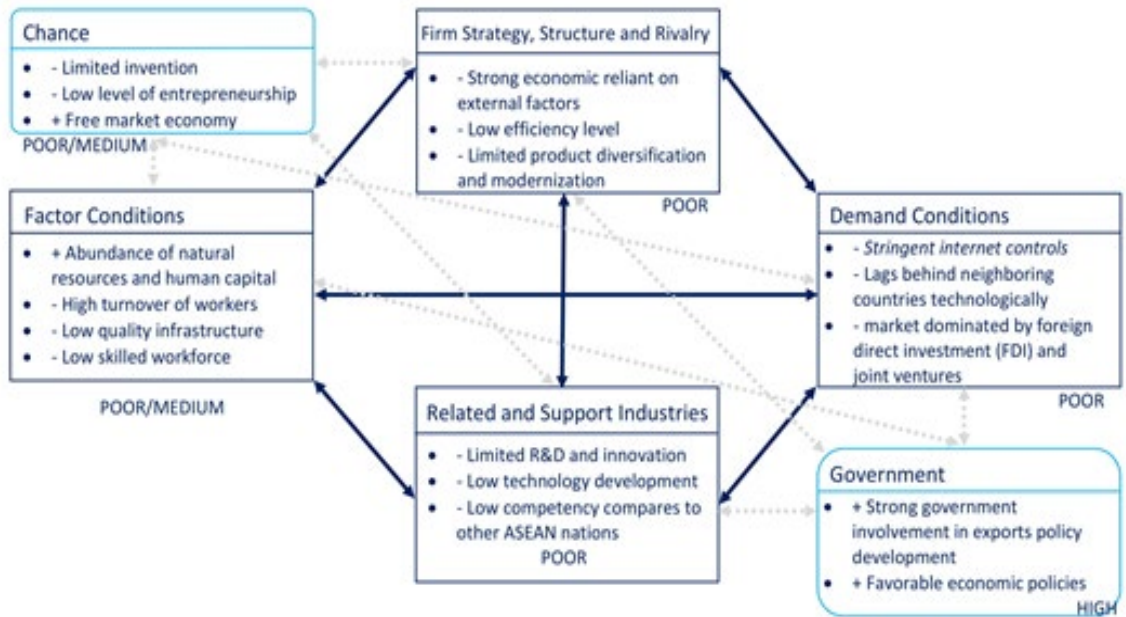 Chance
• - Limited invention
• - Low level of entrepreneurship
• + Free market economy
POOR/MEDIUM
Firm Strategy, Structure and Rivalry
• - Strong economic reliant on
external factors
• - Low efficiency level
• - Limited product diversification
and modernization
POOR
Factor Conditions
• + Abundance of natural
resources and human capital
• - High turnover of workers
• - Low quality infrastructure
• - Low skilled workforce
POOR/MEDIUM
Demand Conditions
• - Stringent internet controls
• - Lags behind neighboring
countries technologically
• - market dominated by foreign
direct investment (FDI) and
joint ventures
POOR
Related and Support Industries
• - Limited R&D and innovation
• - Low technology development
• - Low competency compares to
other ASEAN nations
POOR
Government
• + Strong government
involvement in exports policy
development
• + Favorable economic policies
HIGH